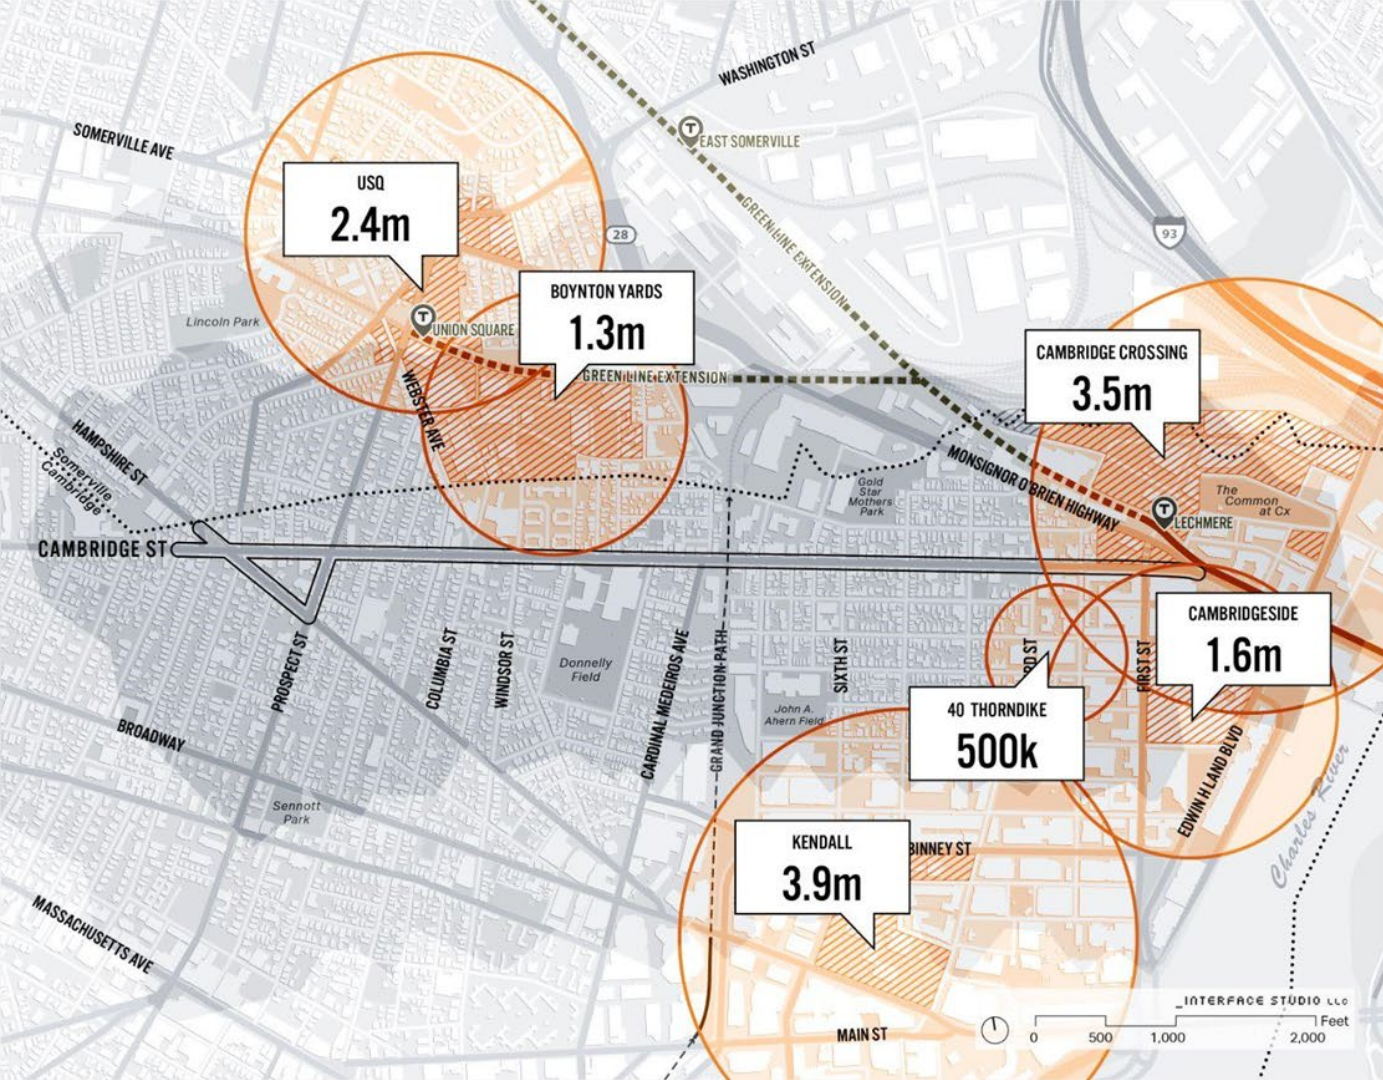 WASHINGTON ST
SOMERVILLE AVE
T
EAST SOMERVILLE
USQ
2.4m
GREEN LINE EXTENSION
28
93
BOYNTON YARDS
1.3m
Lincoln Park
T
UNION SQUARE
GREEN LINE EXTENSION
CAMBRIDGE CROSSING
3.5m
WEBSTER AVE
HAMPSHIRE ST
Somerville
Cambridge
MONSIGNOR O'BRIEN HIGHWAY
Gold
Star
Mothers
Park
The
Common
at Cx
T
LECHMERE
CAMBRIDGE ST
CAMBRIDGESIDE
1.6m
PROSPECT ST
COLUMBIA ST
WINDSOR ST
Donnelly
Field
CARDINAL MEDEIROS AVE
GRAND JUNCTION PATH
SIXTH ST
RD ST
FIRST ST
John A.
Ahern Field
40 THORNDIKE
500k
BROADWAY
EDWIN H LAND BLVD
Charles River
Sennott
Park
KENDALL
3.9m
BINNEY ST
MASSACHUSETTS AVE
MAIN ST
_INTERFACE STUDIO LLC
Feet
0 500 1,000 2,000